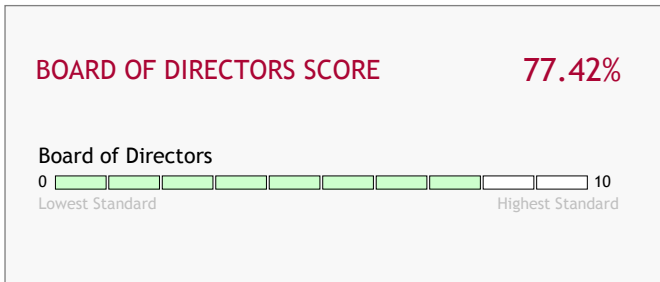 BOARD OF DIRECTORS SCORE 77.42%
Board of Directors
0 10
Lowest Standard Highest Standard